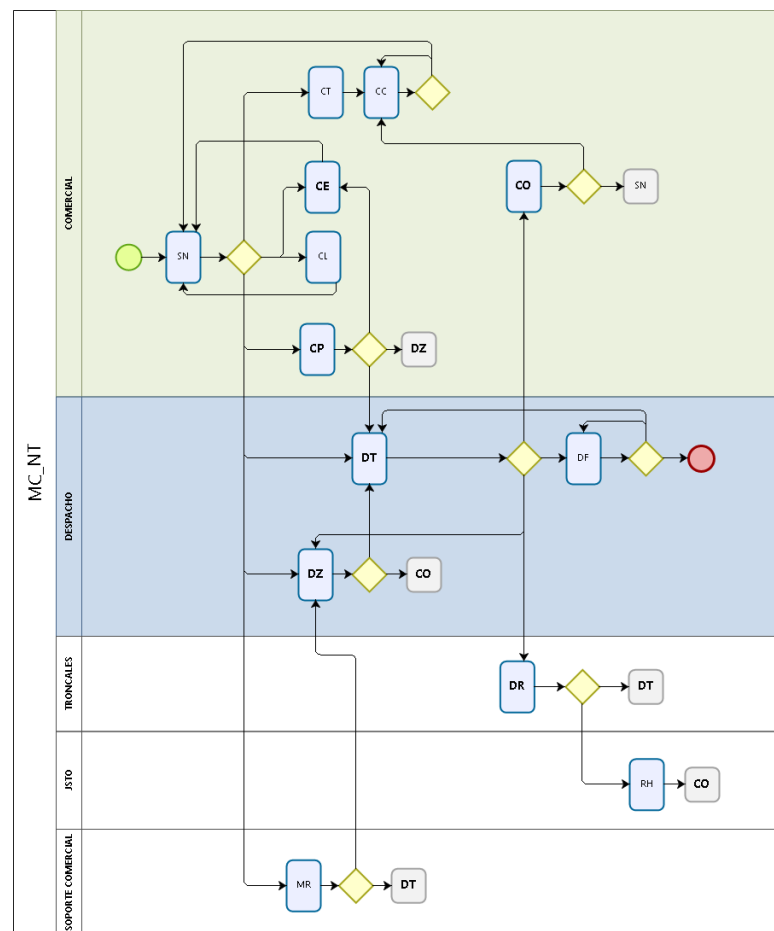 MC_NT
COMERCIAL
CT
CC
CE
CO
SN
SN
CL
CP
DZ
DESPACHO
DT
DF
DZ
CO
TRONCALES
DR
DT
JSTO
RH
CO
SOPORTE COMERCIAL
MR
DT